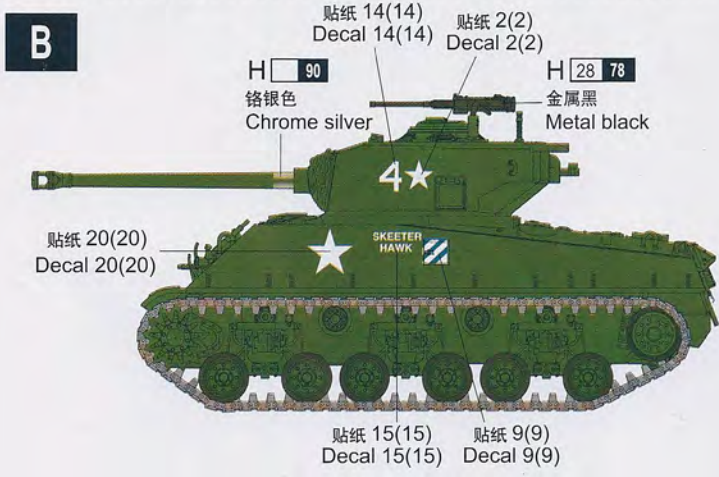 B
贴纸 14(14)
Decal 14(14)
贴纸 2(2)
Decal 2(2)
H 90
铬银色
Chrome silver
H 28 78
金属黑
Metal black
4
贴纸 20(20)
Decal 20(20)
SKEETER
HAWK
贴纸 15(15)
Decal 15(15)
贴纸 9(9)
Decal 9(9)